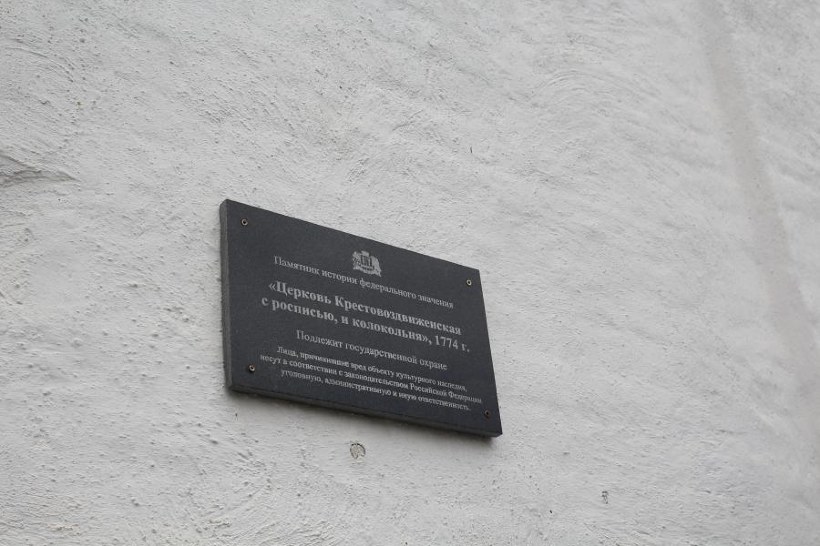 Памятник истории федерального значения
«Церковь Крестовоздвиженская
с росписью, и колокольня», 1774 г.
Подлежит государственной охране
Лица, причинившие вред объекту культурного наследия,
несут в соответствии с законодательством Российской Федерации
уголовную, административную и иную ответственность.